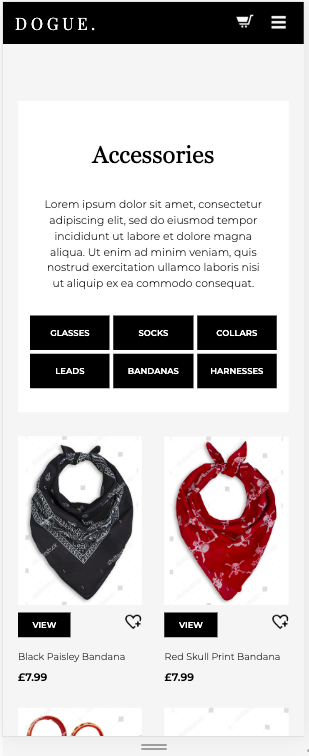 DOGUE.
Accessories
Lorem ipsum dolor sit amet, consectetur
adipiscing elit, sed do eiusmod tempor
incididunt ut labore et dolore magna
aliqua. Ut enim ad minim veniam, quis
nostrud exercitation ullamco laboris nisi
ut aliquip ex ea commodo consequat.
GLASSES SOCKS COLLARS
LEADS BANDANAS HARNESSES
VIEW VIEW
Black Paisley Bandana Red Skull Print Bandana
£7.99 £7.99